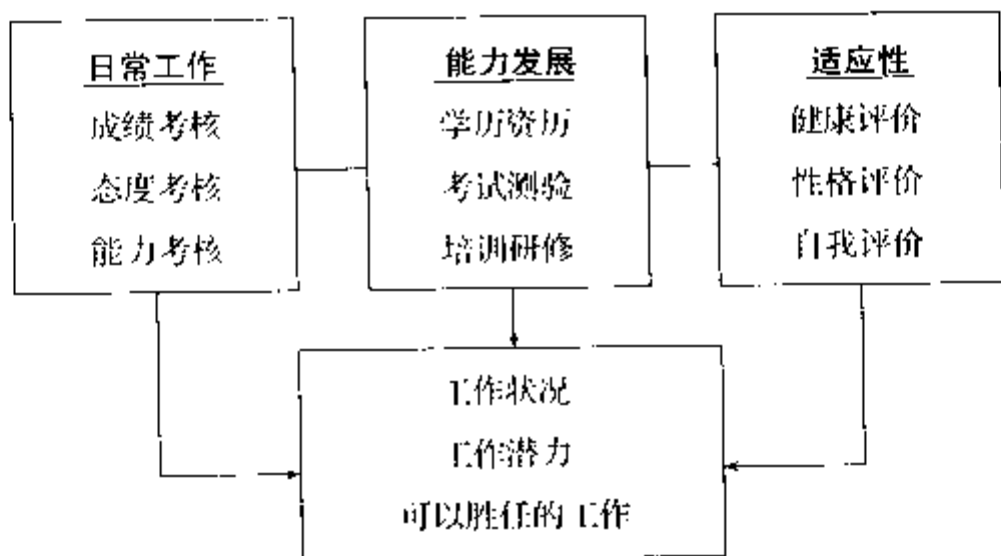 日常工作
成绩考核
态度考核
能力考核
能力发展
学历资历
考试测验
培训研修
适应性
健康评价
性格评价
自我评价
工作状况
工作潜力
可以胜任的工作